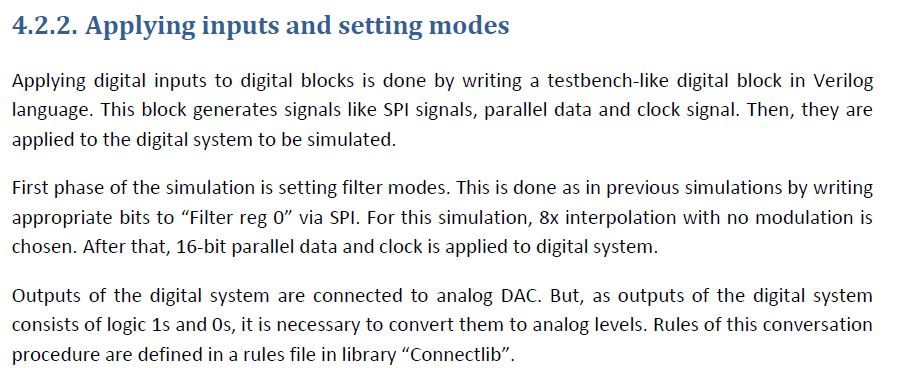 4.2.2. Applying inputs and setting modes
Applying digital inputs to digital blocks is done by writing a testbench-like digital block in Verilog
language. This block generates signals like SPI signals, parallel data and clock signal. Then, they are
applied to the digital system to be simulated.
First phase of the simulation is setting filter modes. This is done as in previous simulations by writing
appropriate bits to “Filter reg 0” via SPI. For this simulation, 8x interpolation with no modulation is
chosen. After that, 16-bit parallel data and clock is applied to digital system.
Outputs of the digital system are connected to analog DAC. But, as outputs of the digital system
consists of logic 1s and 0s, it is necessary to convert them to analog levels. Rules of this conversation
procedure are defined in a rules file in library “Connectlib”.